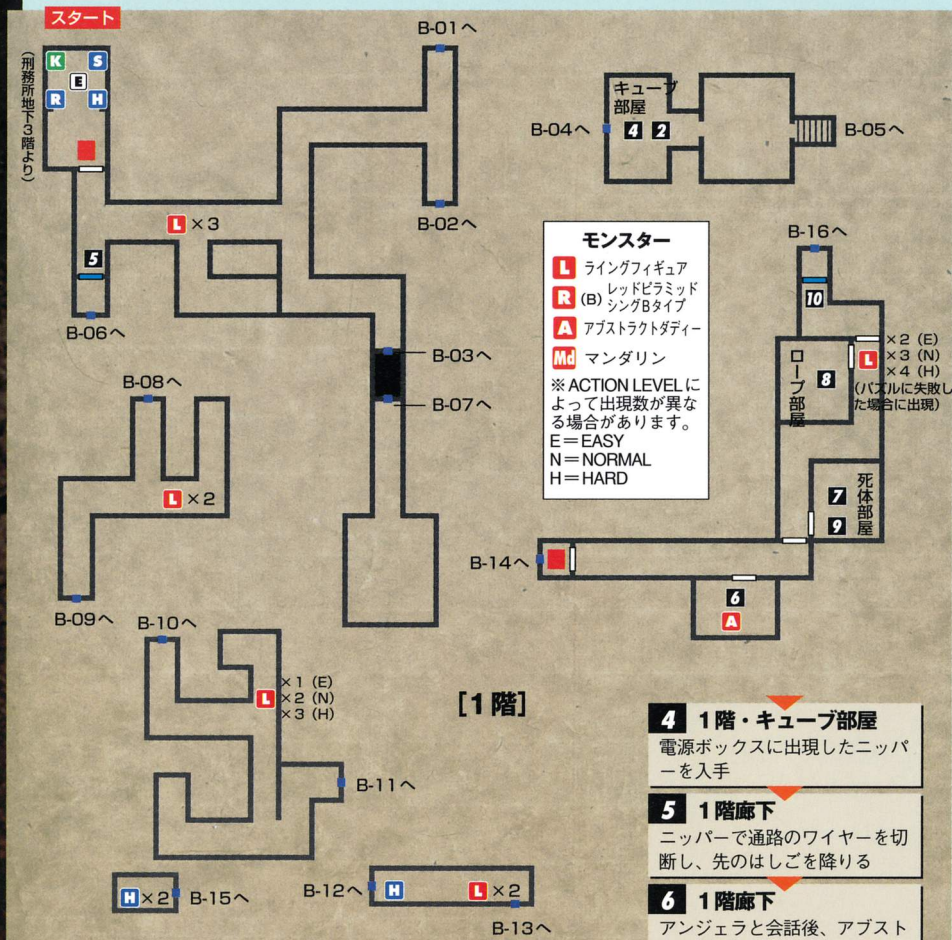 スタート
(刑務所地下3階より)
K
S
E
R
H
B-01へ
B-02へ
L ×3
5
B-06へ
B-03へ
B-07へ
B-08へ
L ×2
B-09へ
B-10へ
L
×1 (E)
×2 (N)
×3 (H)
B-11へ
H ×2 B-15へ
B-12へ H L ×2
B-13へ
[1階]
キューブ
部屋
4 2
B-04へ
B-05へ
モンスター
L ライングフィギュア
R (B) レッドピラミッド
シングBタイプ
A アブストラクトダディー
Md マンダリン
※ACTION LEVELに
よって出現数が異な
る場合があります。
E=EASY
N=NORMAL
H=HARD
B-16へ
10
ロープ部屋
8
L
×2 (E)
×3 (N)
×4 (H)
(パズルに失敗し
た場合に出現)
死体部屋
7
9
B-14へ
6
A
4 1階・キューブ部屋
電源ボックスに出現したニッパ
ーを入手
5 1階廊下
ニッパーで通路のワイヤーを切
断し、先のはしごを降りる
6 1階廊下
アンジェラと会話後、アブスト